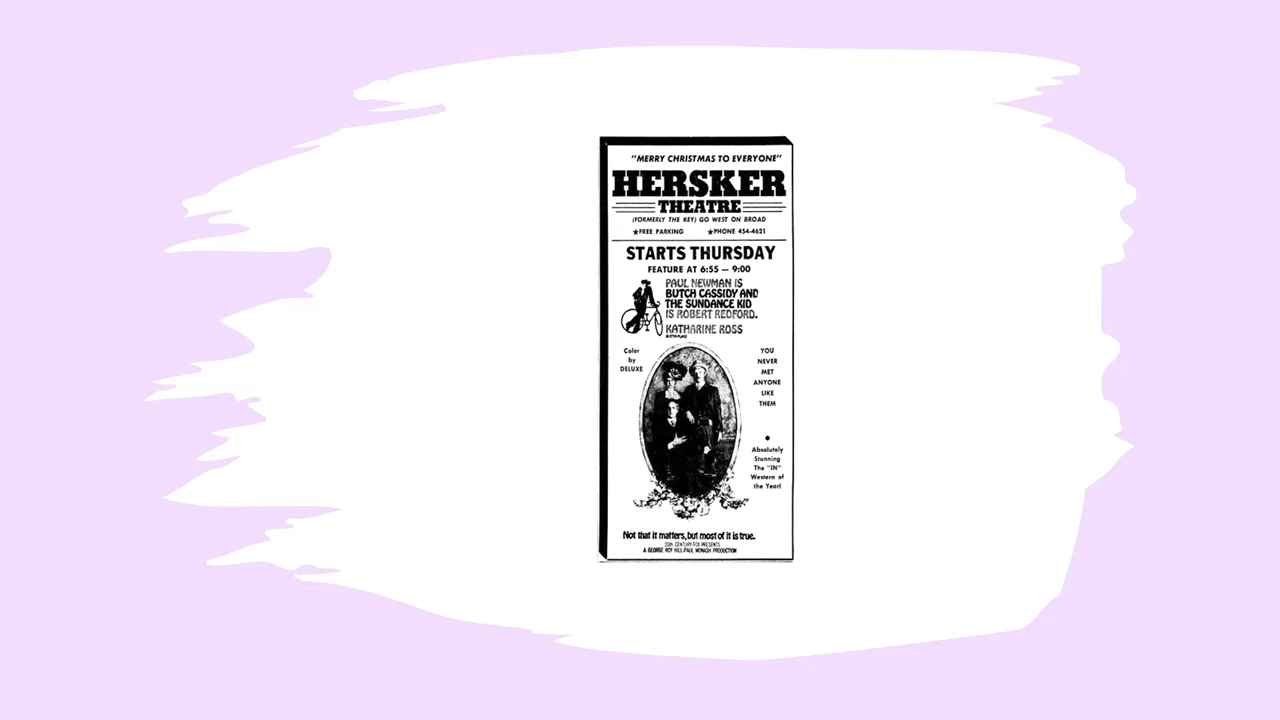 "MERRY CHRISTMAS TO EVERYONE"
HERSKER
THEATRE
(FORMERLY THE KEY) GO WEST ON BROAD
★FREE PARKING ★PHONE 454-4621
STARTS THURSDAY
FEATURE AT 6:55 — 9:00
PAUL NEWMAN IS
BUTCH CASSIDY AND
THE SUNDANCE KID
IS ROBERT REDFORD.
KATHARINE ROSS
Color
by
DELUXE
YOU
NEVER
MET
ANYONE
LIKE
THEM
Absolutely
Stunning
The "IN"
Western of
the Year!
Not that it matters, but most of it is true.
20th CENTURY-FOX PRESENTS
A GEORGE ROY HILL-PAUL MONASH PRODUCTION